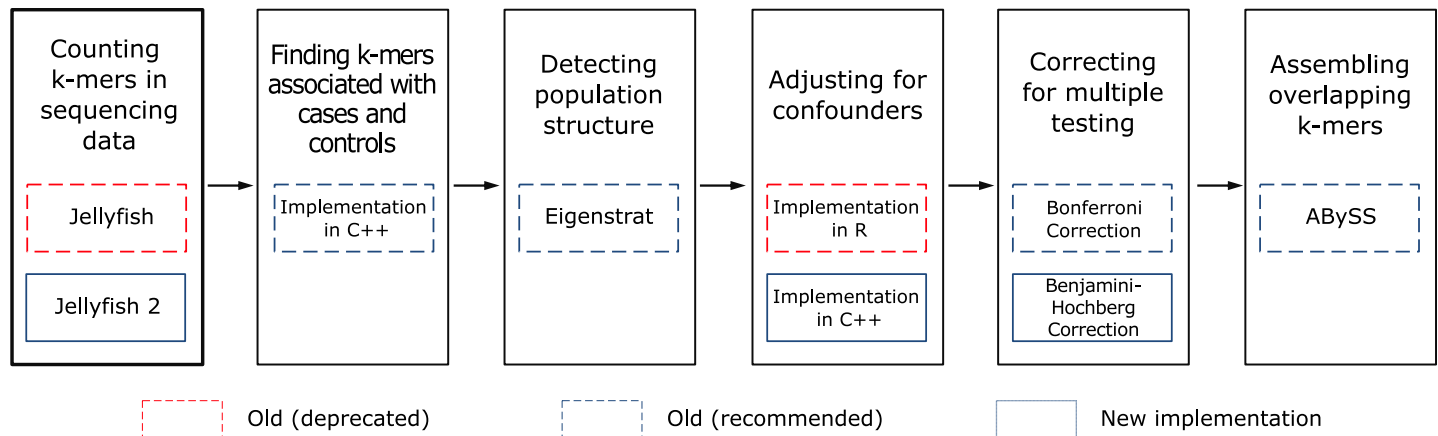 Counting
k-mers in
sequencing
data
Jellyfish
Jellyfish 2
Finding k-mers
associated with
cases and
controls
Implementation
in C++
Detecting
population
structure
Eigenstrat
Adjusting for
confounders
Implementation
in R
Implementation
in C++
Correcting
for multiple
testing
Bonferroni
Correction
Benjamini-
Hochberg
Correction
Assembling
overlapping
k-mers
ABySS
Old (deprecated)
Old (recommended)
New implementation